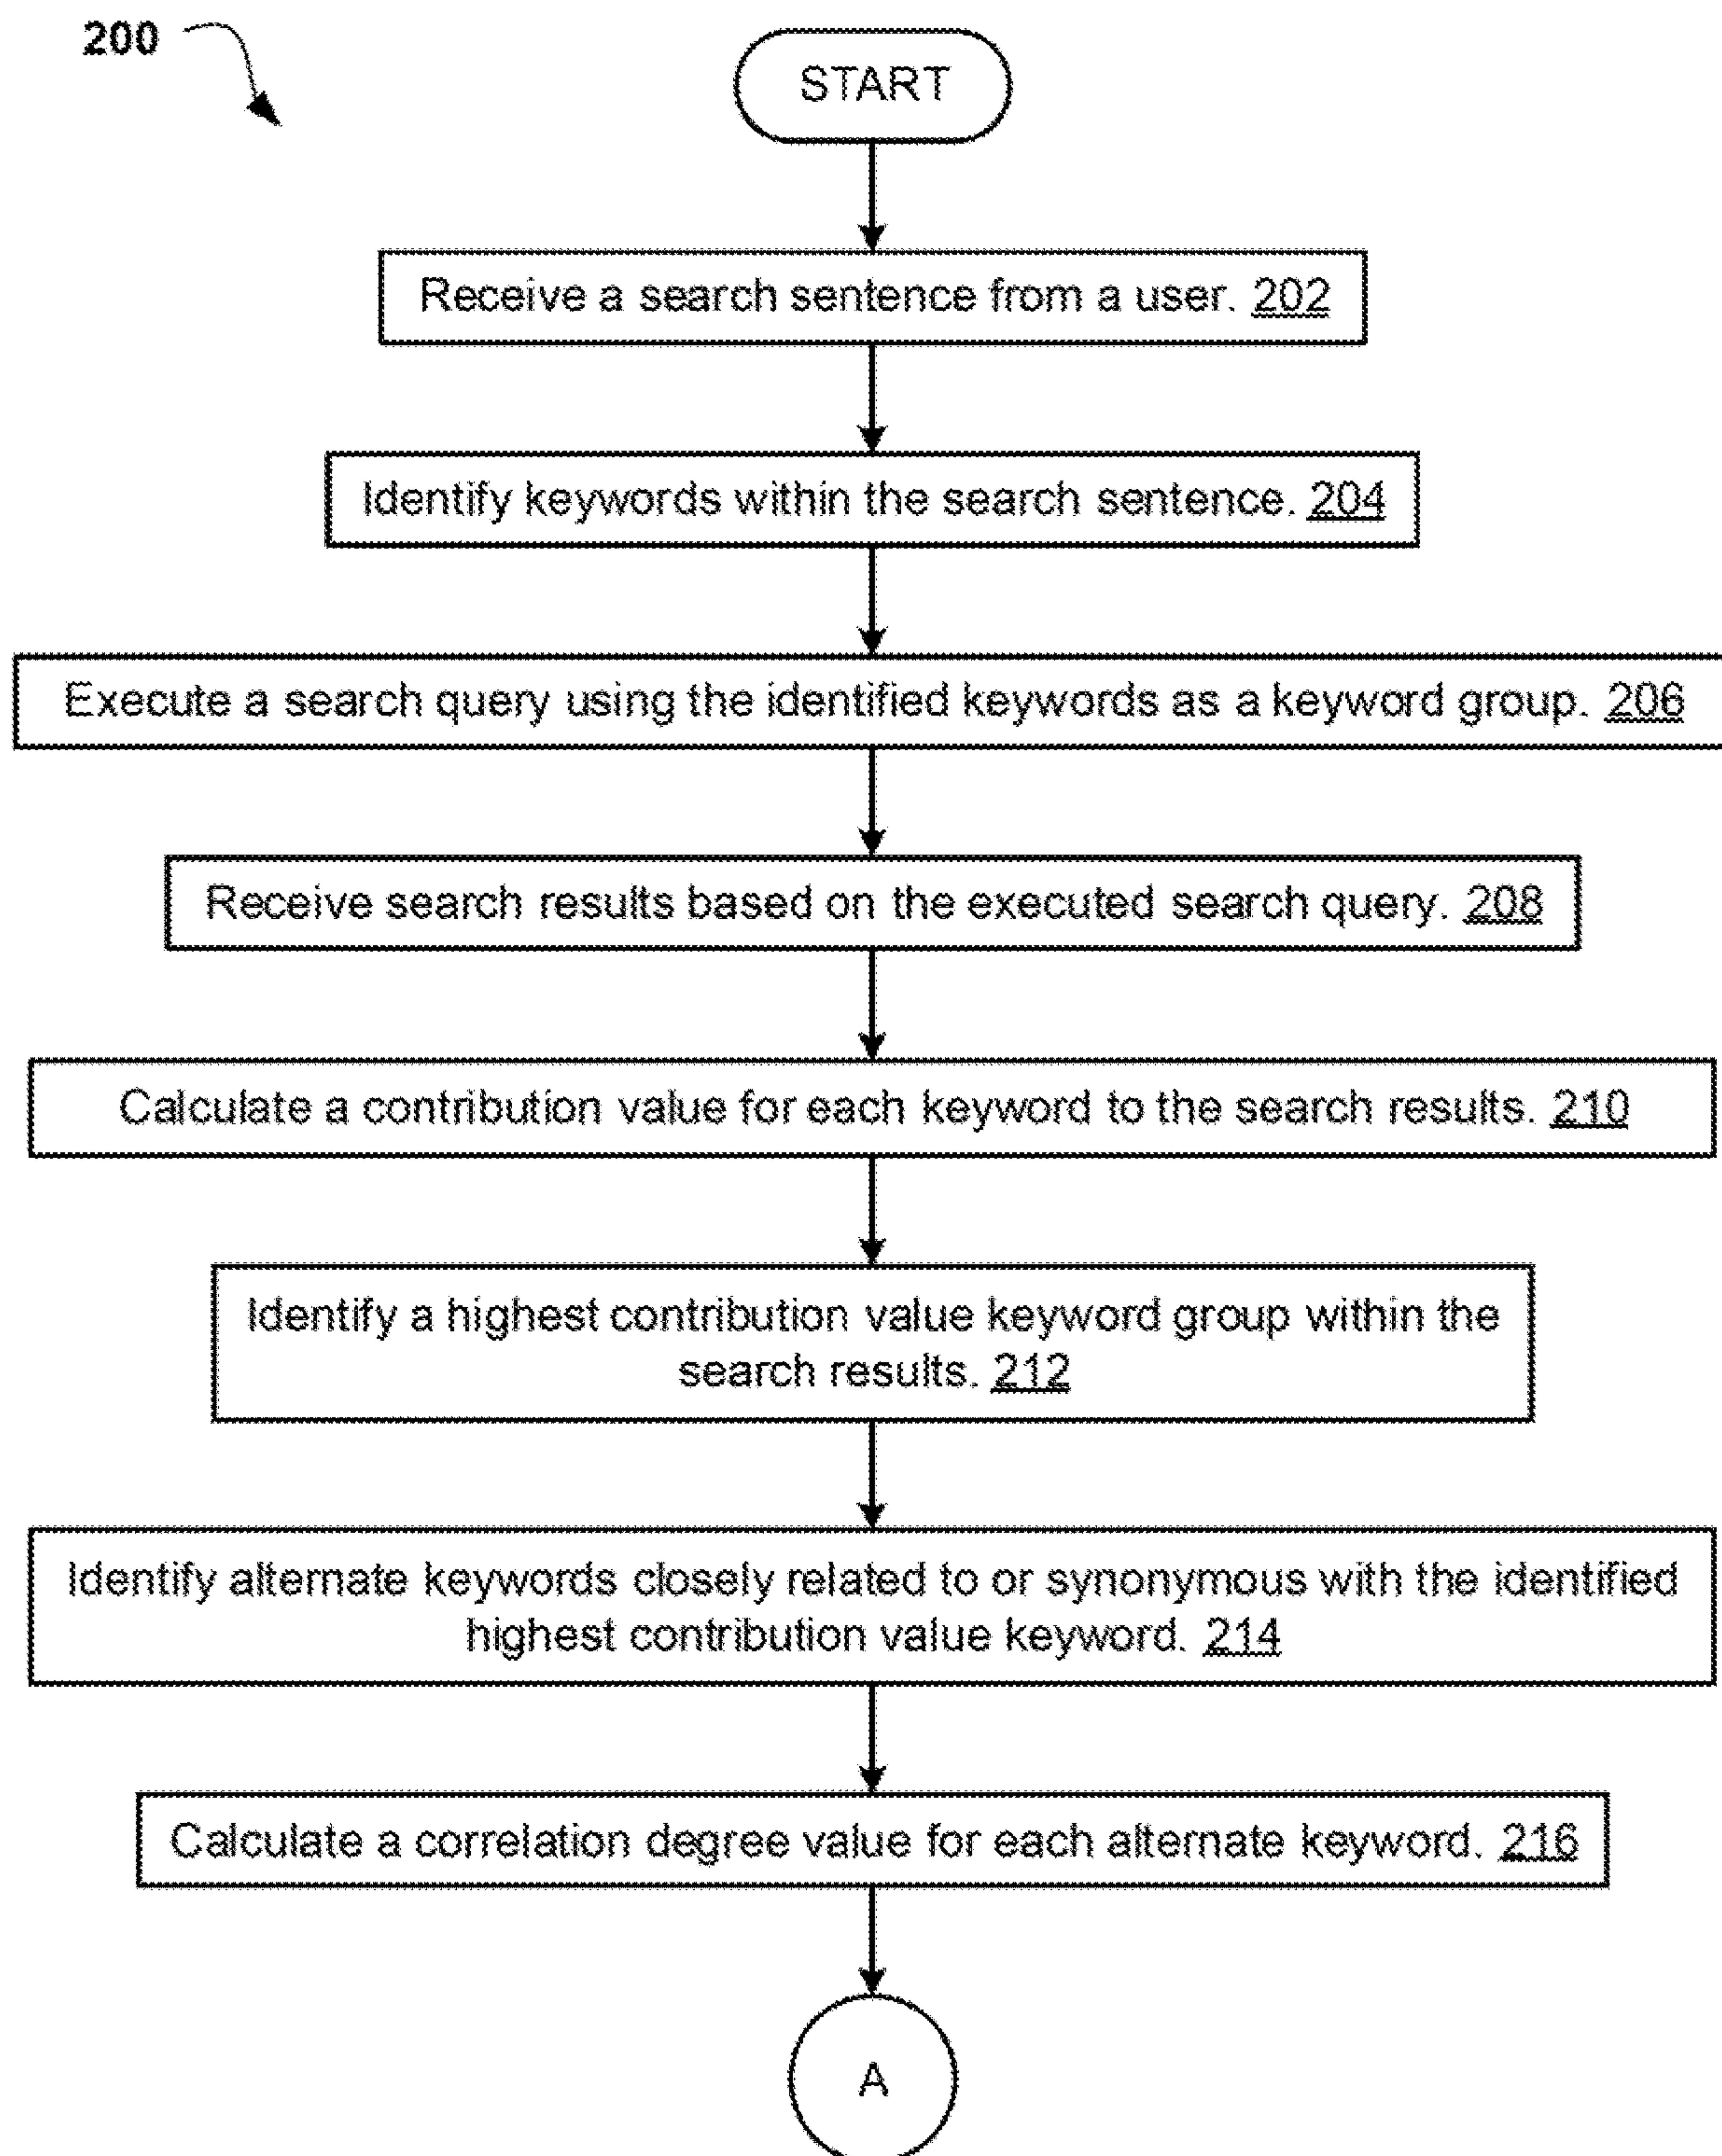 200
START
Receive a search sentence from a user. 202
Identify keywords within the search sentence. 204
Execute a search query using the identified keywords as a keyword group. 206
Receive search results based on the executed search query. 208
Calculate a contribution value for each keyword to the search results. 210
Identify a highest contribution value keyword group within the
search results. 212
Identify alternate keywords closely related to or synonymous with the identified
highest contribution value keyword. 214
Calculate a correlation degree value for each alternate keyword. 216
A